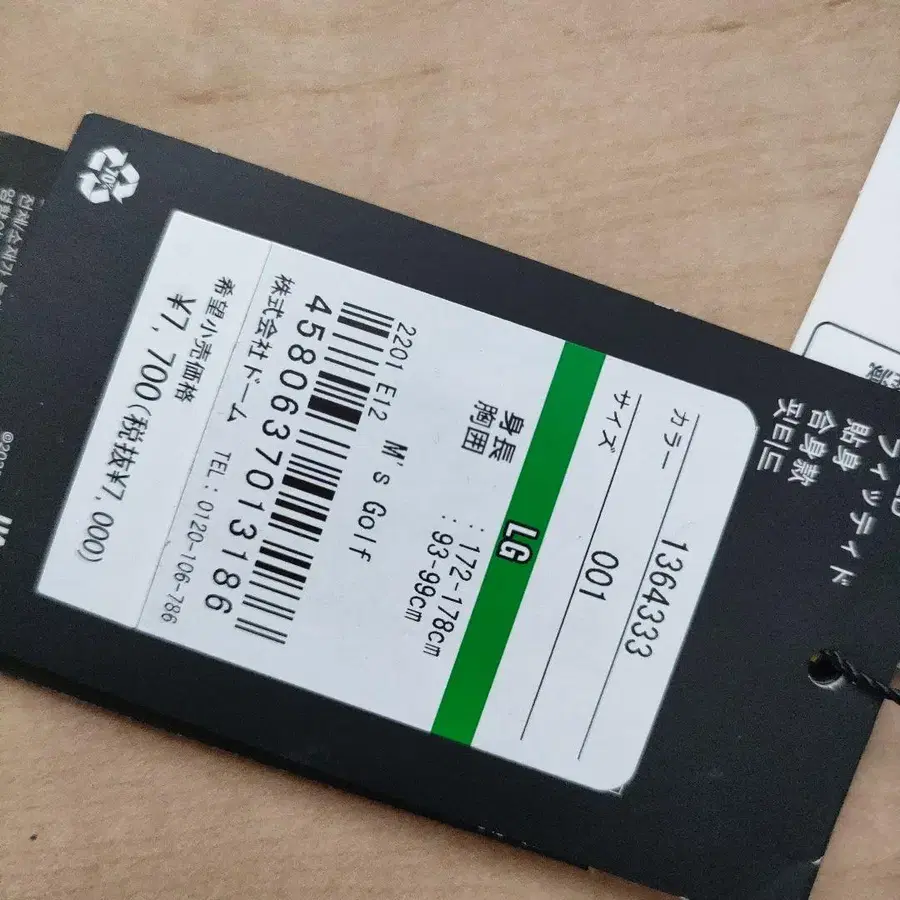 フィッティド
貼身
合身款
핏티드
1364333
カラー
001
サイズ
LG
身長 : 172-178cm
胸囲 : 93-99cm
2201 E12 M's Golf
4580637013186
株式会社ドーム TEL:0120-106-786
希望小売価格
¥7,700(税抜¥7,000)
70%